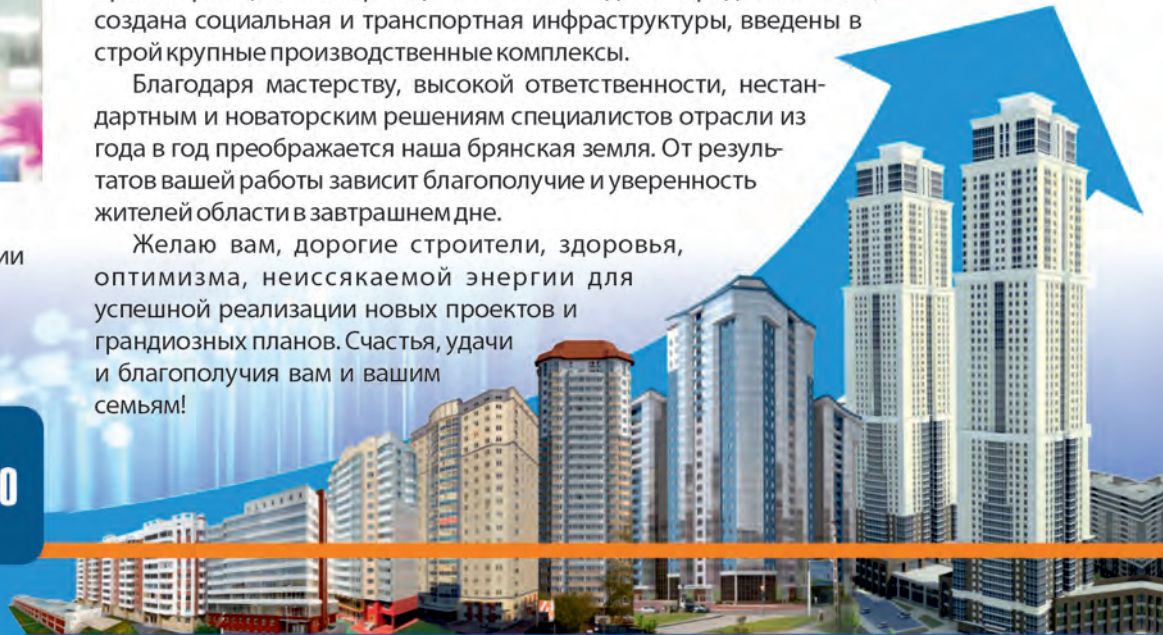 создана социальная и транспортная инфраструктуры, введены в
строй крупные производственные комплексы.
Благодаря мастерству, высокой ответственности, нестан-
дартным и новаторским решениям специалистов отрасли из
года в год преображается наша брянская земля. От резуль-
татов вашей работы зависит благополучие и уверенность
жителей области в завтрашнем дне.
Желаю вам, дорогие строители, здоровья,
оптимизма, неиссякаемой энергии для
успешной реализации новых проектов и
грандиозных планов. Счастья, удачи
и благополучия вам и вашим
семьям!
ии
0